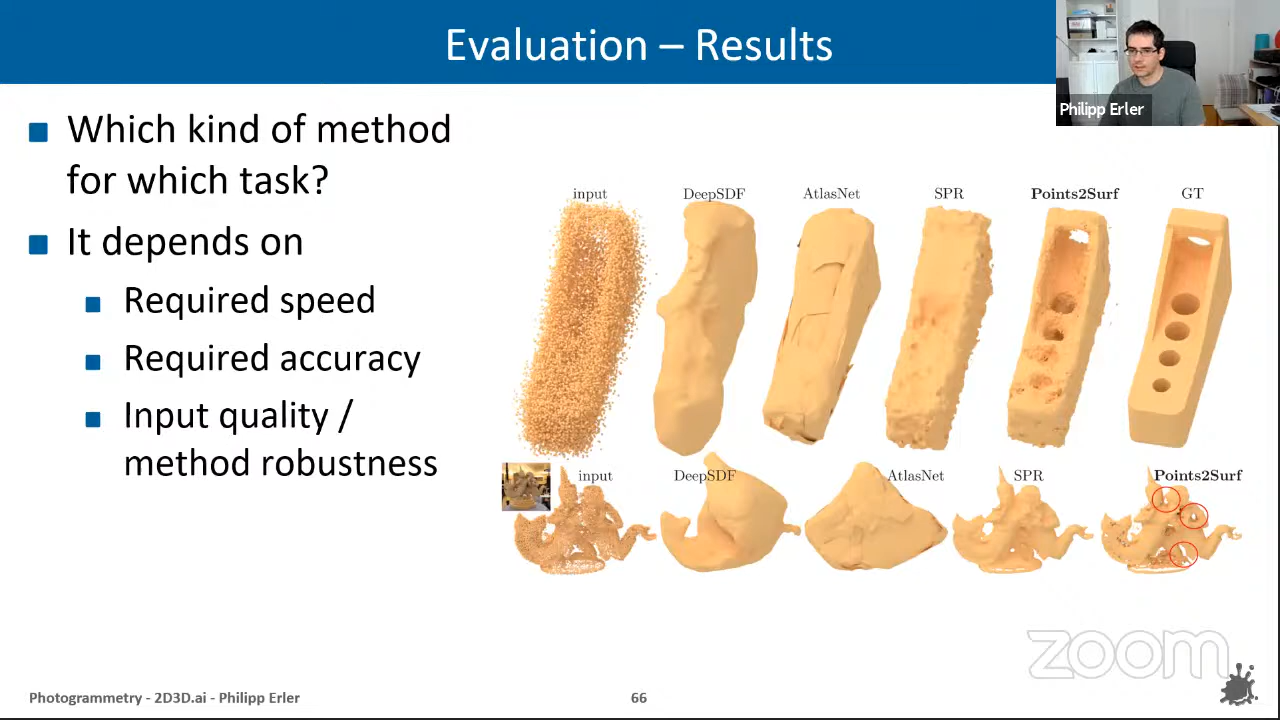 Evaluation – Results
Philipp Erler
Which kind of method
for which task?
It depends on
Required speed
Required accuracy
Input quality /
method robustness
input DeepSDF AtlasNet SPR Points2Surf GT
input DeepSDF AtlasNet SPR Points2Surf
zoom
Photogrammetry - 2D3D.ai - Philipp Erler
66